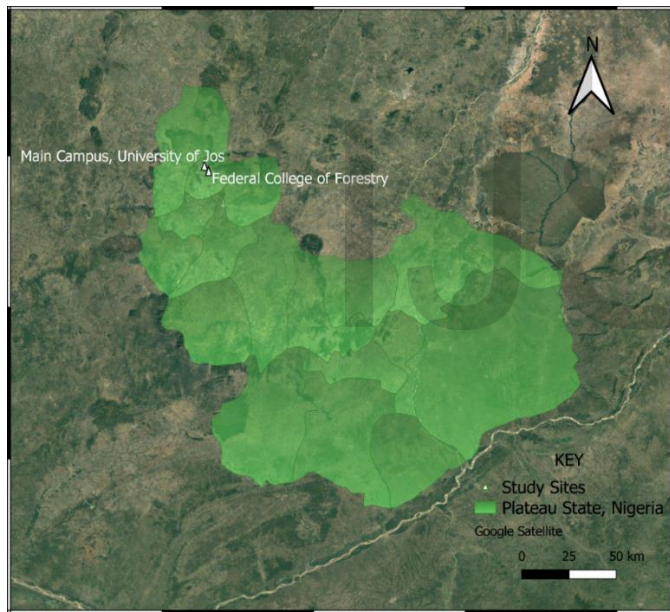 N
Main Campus, University of Jos
Federal College of Forestry
KEY
Study Sites
Plateau State, Nigeria
Google Satellite
0 25 50 km